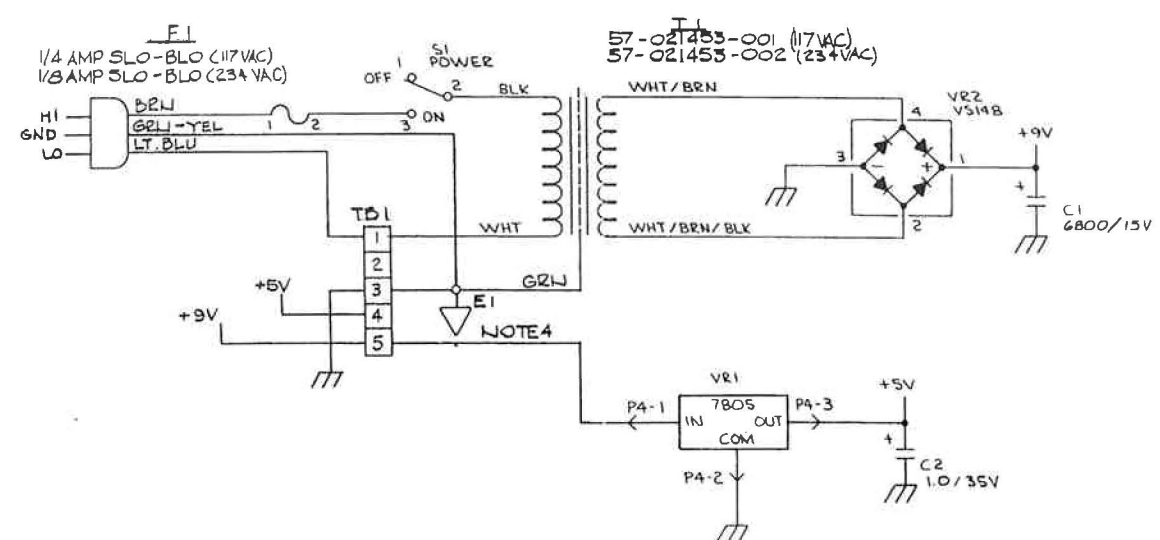 F1
1/4 AMP SLO-BLO (117VAC)
1/8 AMP SLO-BLO (234 VAC)
T1
57-021453-001 (117VAC)
57-021453-002 (234VAC)
S1
POWER
OFF 1
2
BLK
3 ON
HI
GND
LO
BRN
GRN-YEL
LT.BLU
1 2
WHT/BRN
WHT/BRN/BLK
VR2
VS148
4
3
- +
1
2
+9V
+
C1
6800/15V
TB1
1
2
3
4
5
WHT
GRN
E1
+5V
+9V
NOTE4
VR1
7805
IN OUT
COM
P4-1
P4-3
P4-2
+5V
+
C2
1.0/35V